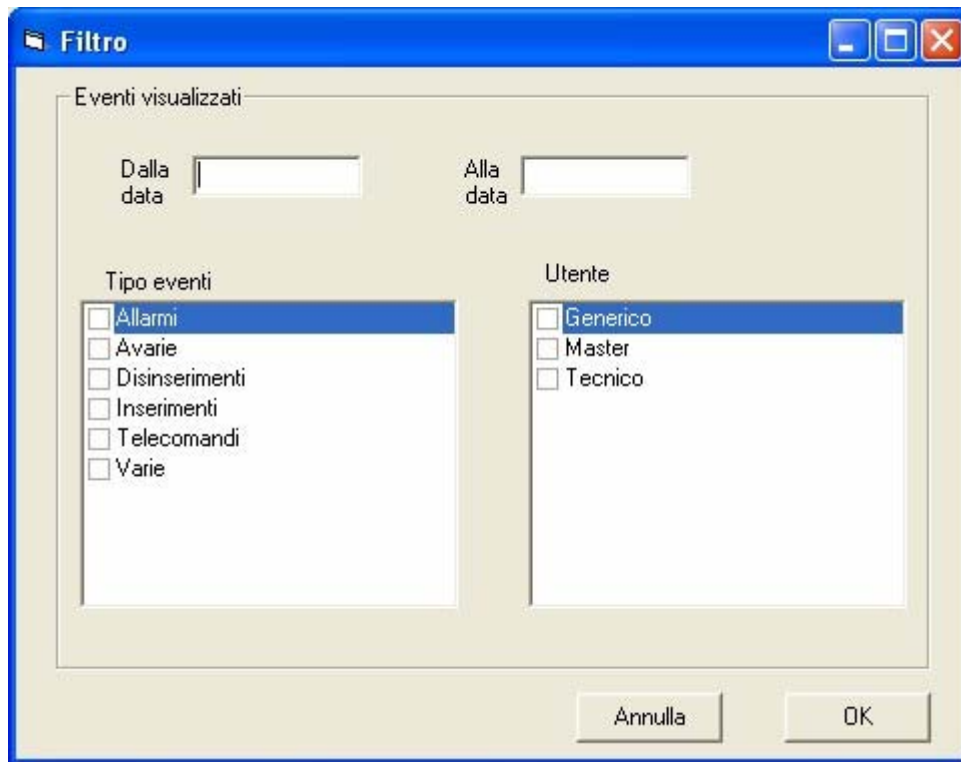 Filtro
Eventi visualizzati
Dalla
data
Alla
data
Tipo eventi
Allarmi
Avarie
Disinserimenti
Inserimenti
Telecomandi
Varie
Utente
Generico
Master
Tecnico
Annulla
OK